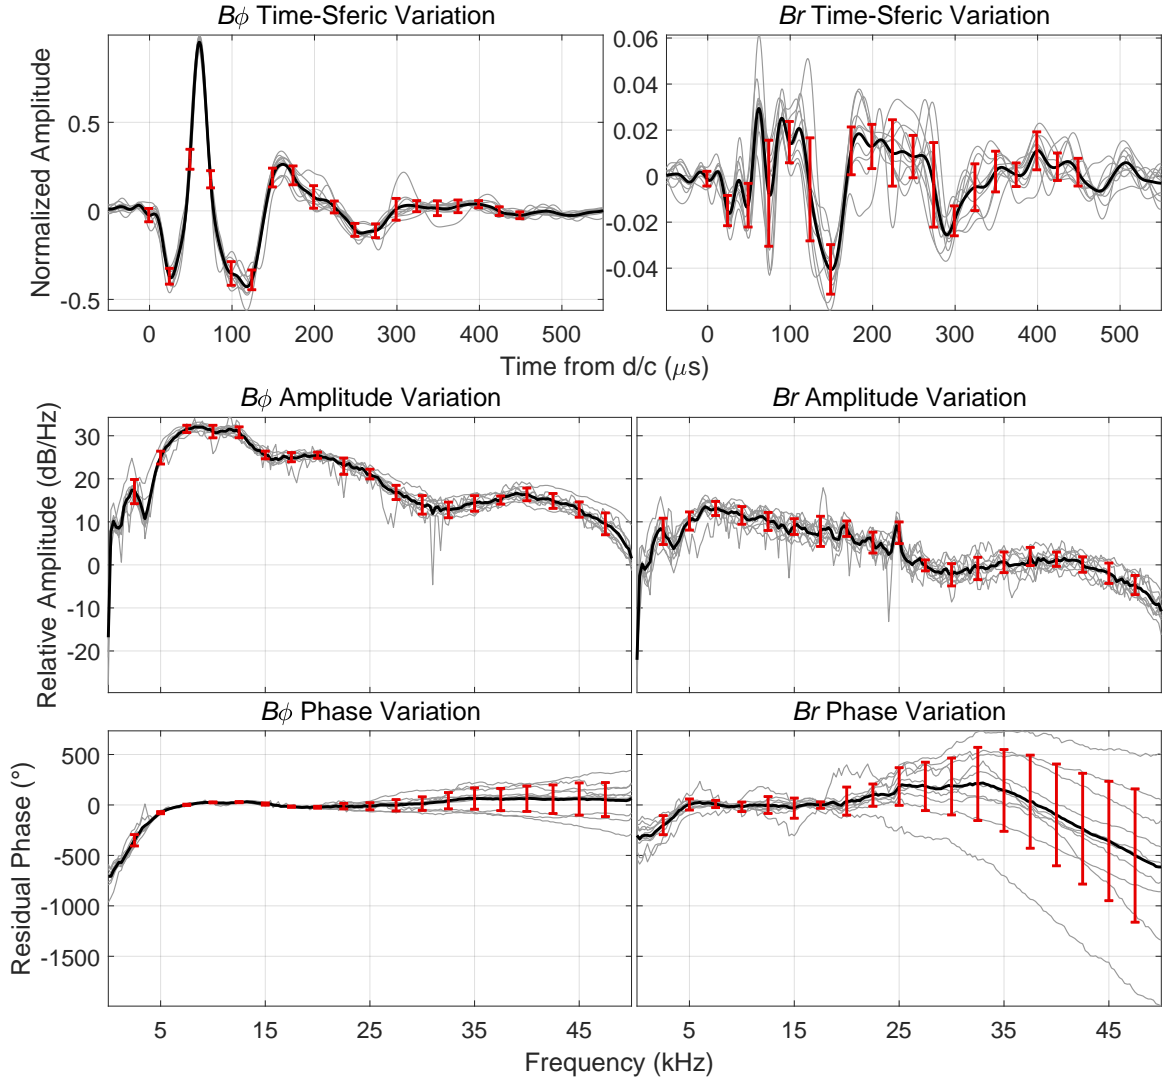 Bϕ Time-Sferic Variation
Br Time-Sferic Variation
Normalized Amplitude
0.5
0
-0.5
0.06
0.04
0.02
0
-0.02
-0.04
0 100 200 300 400 500
0 100 200 300 400 500
Time from d/c (μs)
Bϕ Amplitude Variation
Br Amplitude Variation
Relative Amplitude (dB/Hz)
30
20
10
0
-10
-20
Bϕ Phase Variation
Br Phase Variation
Residual Phase (°)
500
0
-500
-1000
-1500
5 15 25 35 45
5 15 25 35 45
Frequency (kHz)